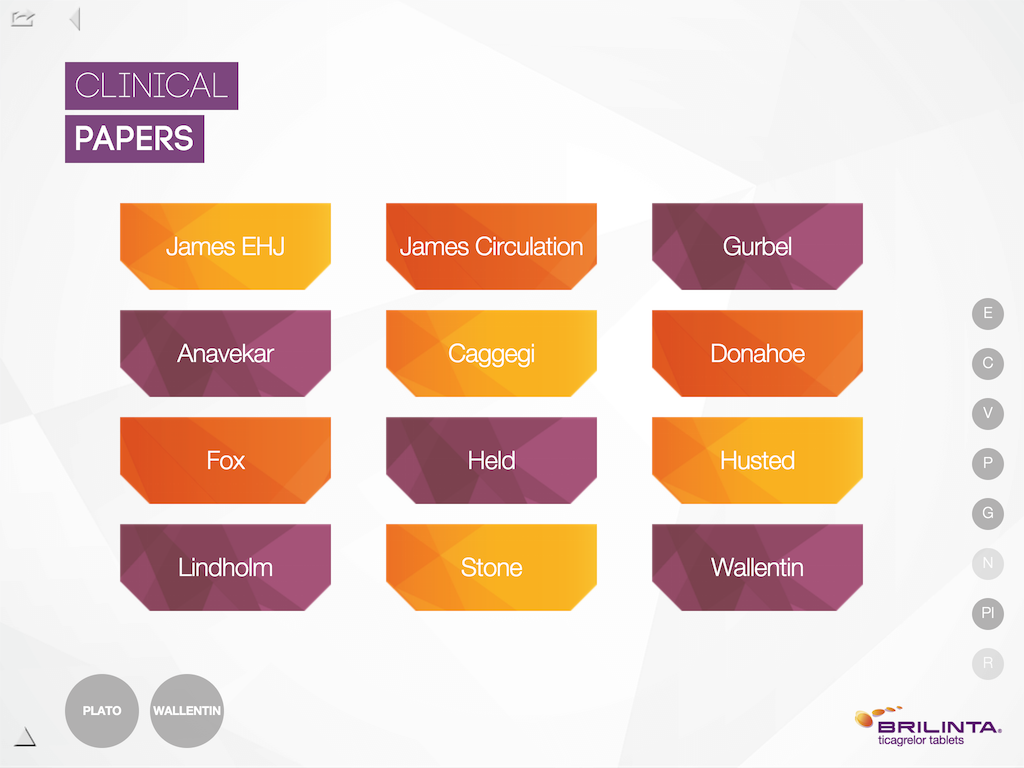 CLINICAL
PAPERS
James EHJ
James Circulation
Gurbel
Anavekar
Caggegi
Donahoe
Fox
Held
Husted
Lindholm
Stone
Wallentin
E
C
V
P
G
N
PI
R
PLATO
WALLENTIN
BRILINTA®
ticagrelor tablets